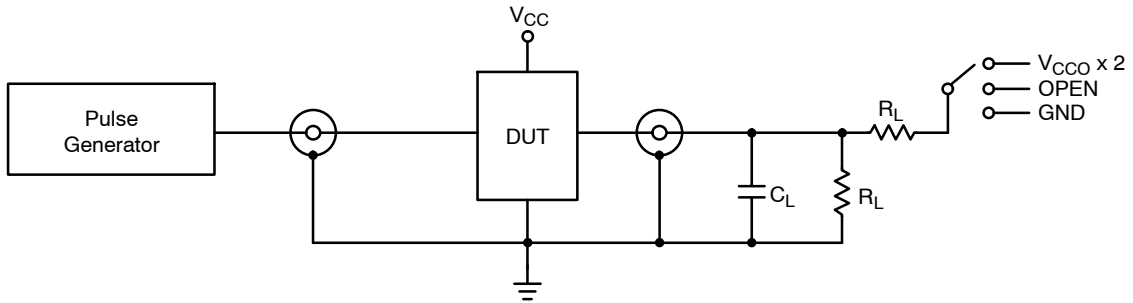 V_CC
Pulse
Generator
DUT
C_L
R_L
R_L
V_CCO x 2
OPEN
GND